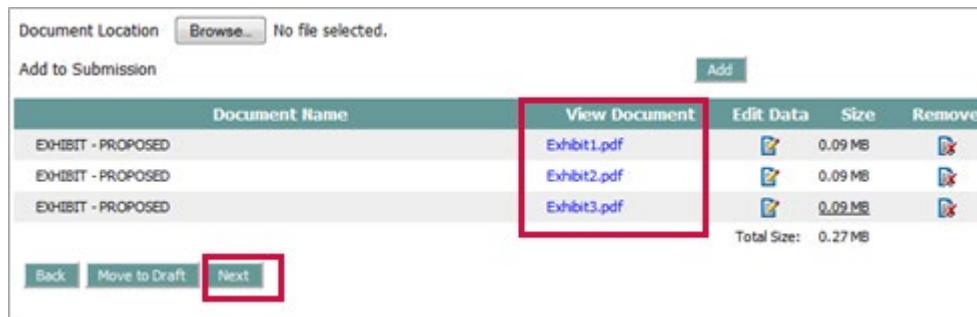 Document Location Browse... No file selected.
Add to Submission Add
Document Name View Document Edit Data Size Remove
EXHIBIT - PROPOSED Exhibit1.pdf 0.09 MB
EXHIBIT - PROPOSED Exhibit2.pdf 0.09 MB
EXHIBIT - PROPOSED Exhibit3.pdf 0.09 MB
Total Size: 0.27 MB
Back Move to Draft Next